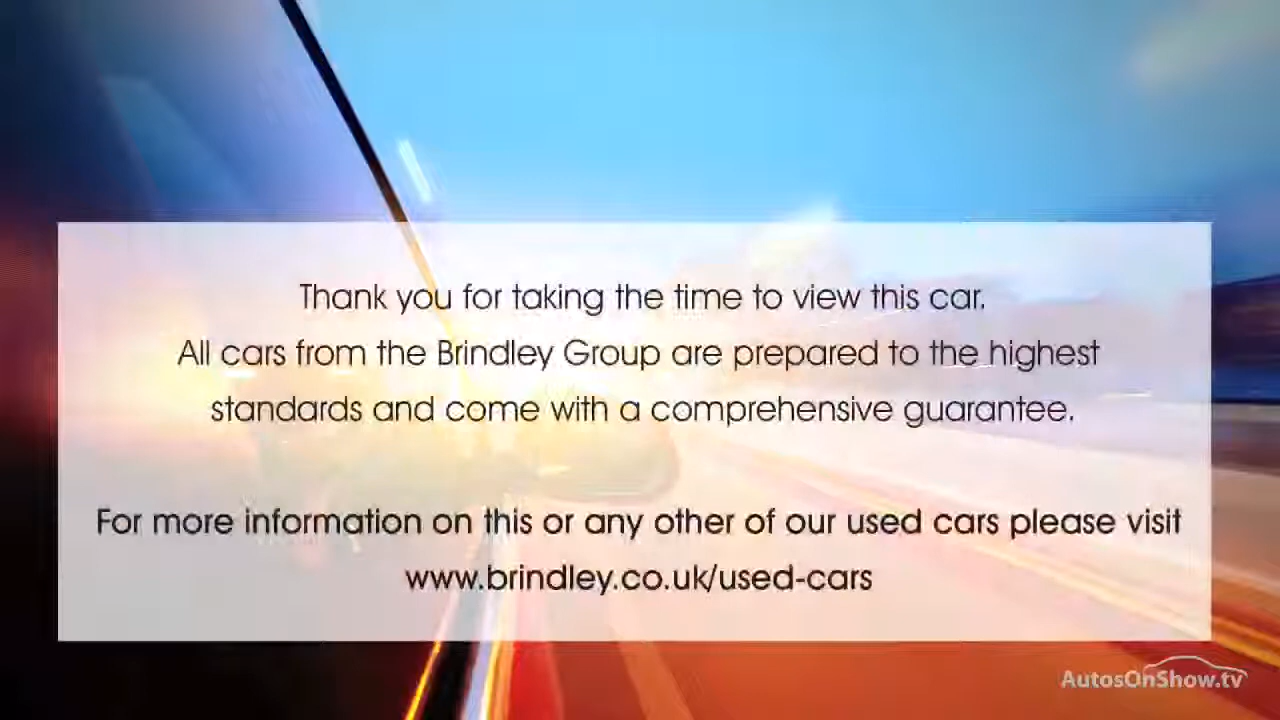 Thank you for taking the time to view this car.
All cars from the Brindley Group are prepared to the highest
standards and come with a comprehensive guarantee.
For more information on this or any other of our used cars please visit
www.brindley.co.uk/used-cars
AutosOnShow.tv